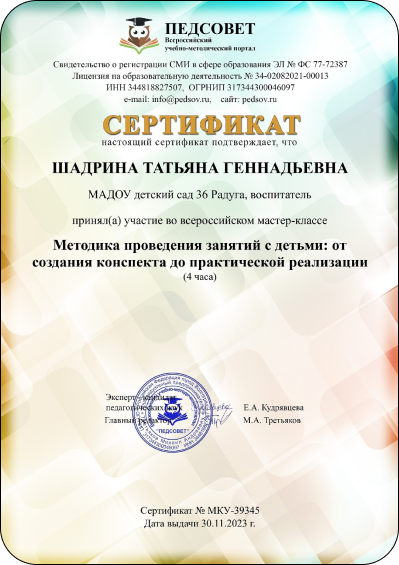 ПЕДСОВЕТ
Всероссийский
учебно-методический портал
Свидетельство о регистрации СМИ в сфере образования ЭЛ № ФС 77-72387
Лицензия на образовательную деятельность № 34-02082021-00013
ИНН 344818827507, ОГРНИП 317344300046097
e-mail: info@pedsov.ru, сайт: pedsov.ru
СЕРТИФИКАТ
настоящий сертификат подтверждает, что
ШАДРИНА ТАТЬЯНА ГЕННАДЬЕВНА
МАДОУ детский сад 36 Радуга, воспитатель
принял(а) участие во всероссийском мастер-классе
Методика проведения занятий с детьми: от
создания конспекта до практической реализации
(4 часа)
Эксперт кандидат
педагогических наук Е.А. Кудрявцева
Главный редактор М.А. Третьяков
"ПЕДСОВЕТ"
Сертификат № МКУ-39345
Дата выдачи 30.11.2023 г.